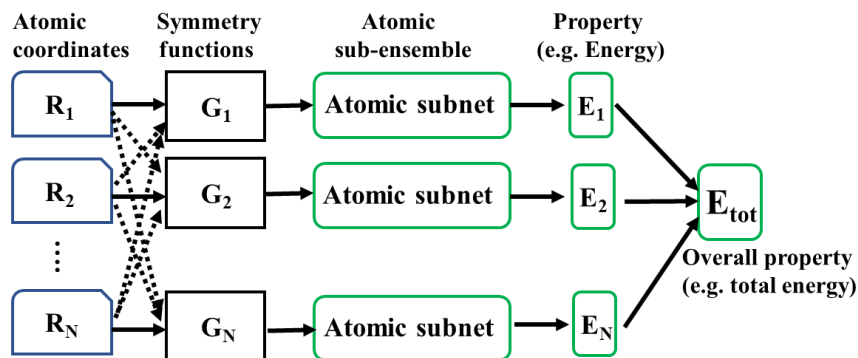 Atomic
coordinates
Symmetry
functions
Atomic
sub-ensemble
Property
(e.g. Energy)
R1
G1
Atomic subnet
E1
R2
G2
Atomic subnet
E2
Etot
Overall property
(e.g. total energy)
RN
GN
Atomic subnet
EN